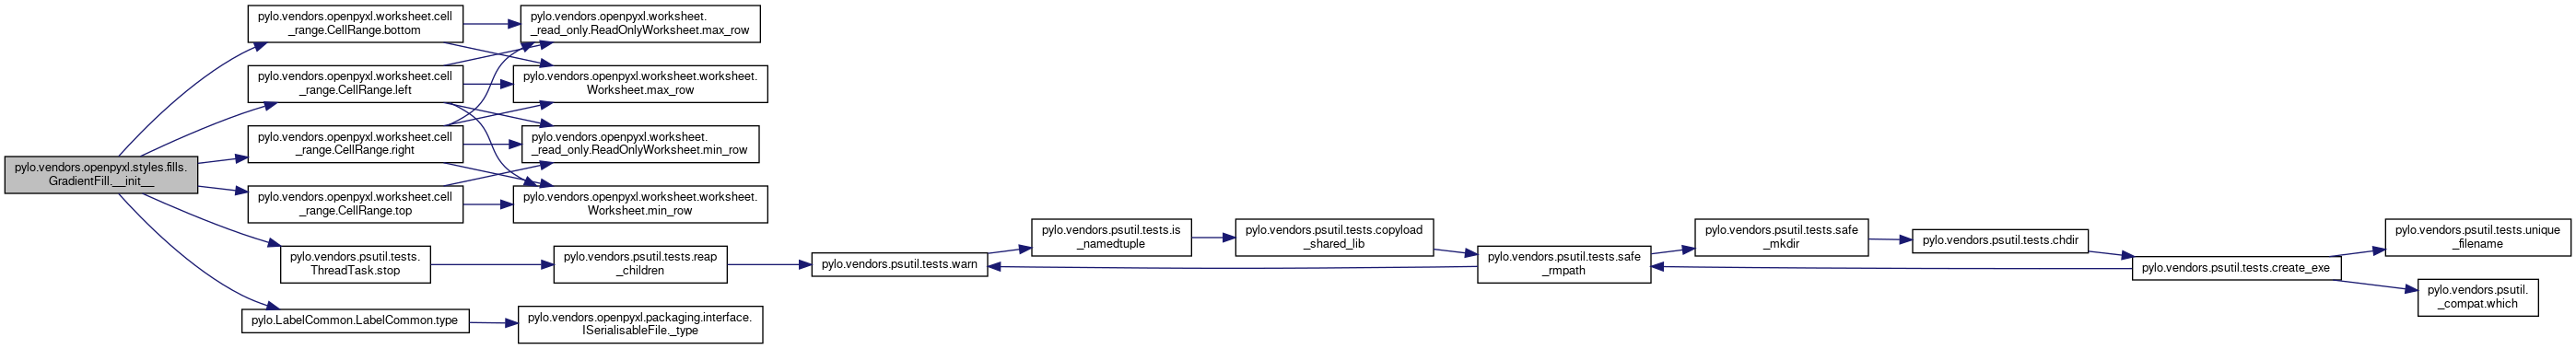 pylo.vendors.openpyxl.styles.fills.
GradientFill.__init__
pylo.vendors.openpyxl.worksheet.cell
_range.CellRange.bottom
pylo.vendors.openpyxl.worksheet.cell
_range.CellRange.left
pylo.vendors.openpyxl.worksheet.cell
_range.CellRange.right
pylo.vendors.openpyxl.worksheet.cell
_range.CellRange.top
pylo.vendors.psutil.tests.
ThreadTask.stop
pylo.LabelCommon.LabelCommon.type
pylo.vendors.openpyxl.worksheet.
_read_only.ReadOnlyWorksheet.max_row
pylo.vendors.openpyxl.worksheet.worksheet.
Worksheet.max_row
pylo.vendors.openpyxl.worksheet.
_read_only.ReadOnlyWorksheet.min_row
pylo.vendors.openpyxl.worksheet.worksheet.
Worksheet.min_row
pylo.vendors.psutil.tests.reap
_children
pylo.vendors.openpyxl.packaging.interface.
ISerialisableFile._type
pylo.vendors.psutil.tests.warn
pylo.vendors.psutil.tests.is
_namedtuple
pylo.vendors.psutil.tests.copyload
_shared_lib
pylo.vendors.psutil.tests.safe
_rmpath
pylo.vendors.psutil.tests.safe
_mkdir
pylo.vendors.psutil.tests.chdir
pylo.vendors.psutil.tests.create_exe
pylo.vendors.psutil.tests.unique
_filename
pylo.vendors.psutil.
_compat.which